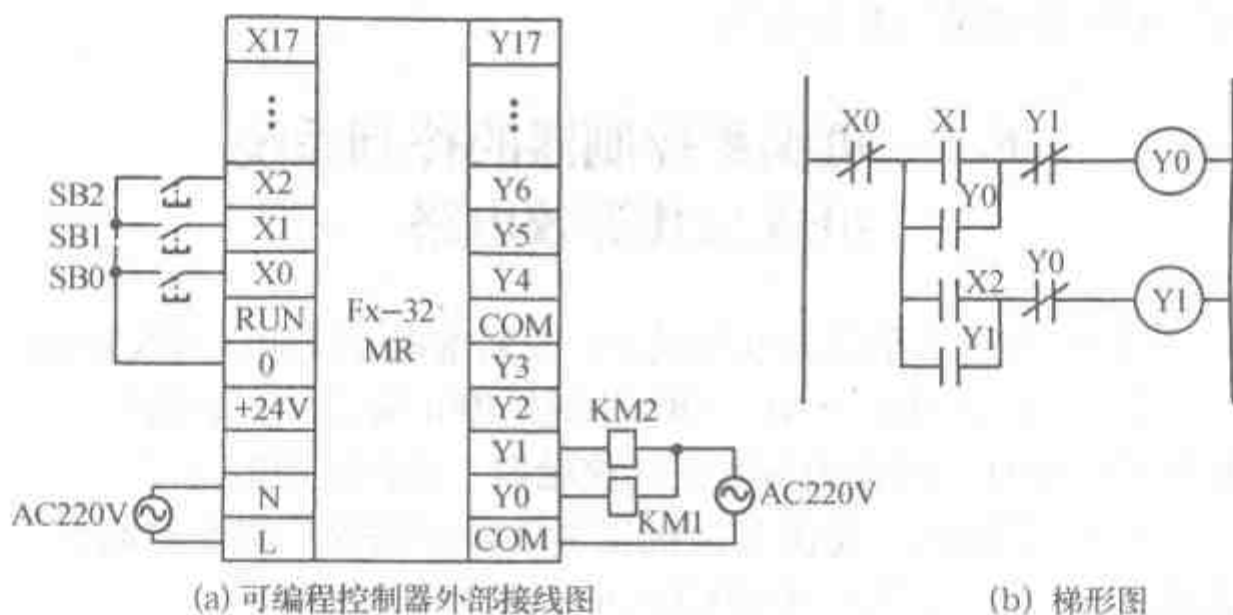 X17
⋮
X2
X1
X0
RUN
0
+24V
N
L
SB2
SB1
SB0
AC220V
Fx-32
MR
Y17
⋮
Y6
Y5
Y4
COM
Y3
Y2
Y1
Y0
COM
KM2
KM1
AC220V
(a) 可编程控制器外部接线图
X0 X1 Y1 Y0
Y0
X2 Y0 Y1
Y1
(b) 梯形图